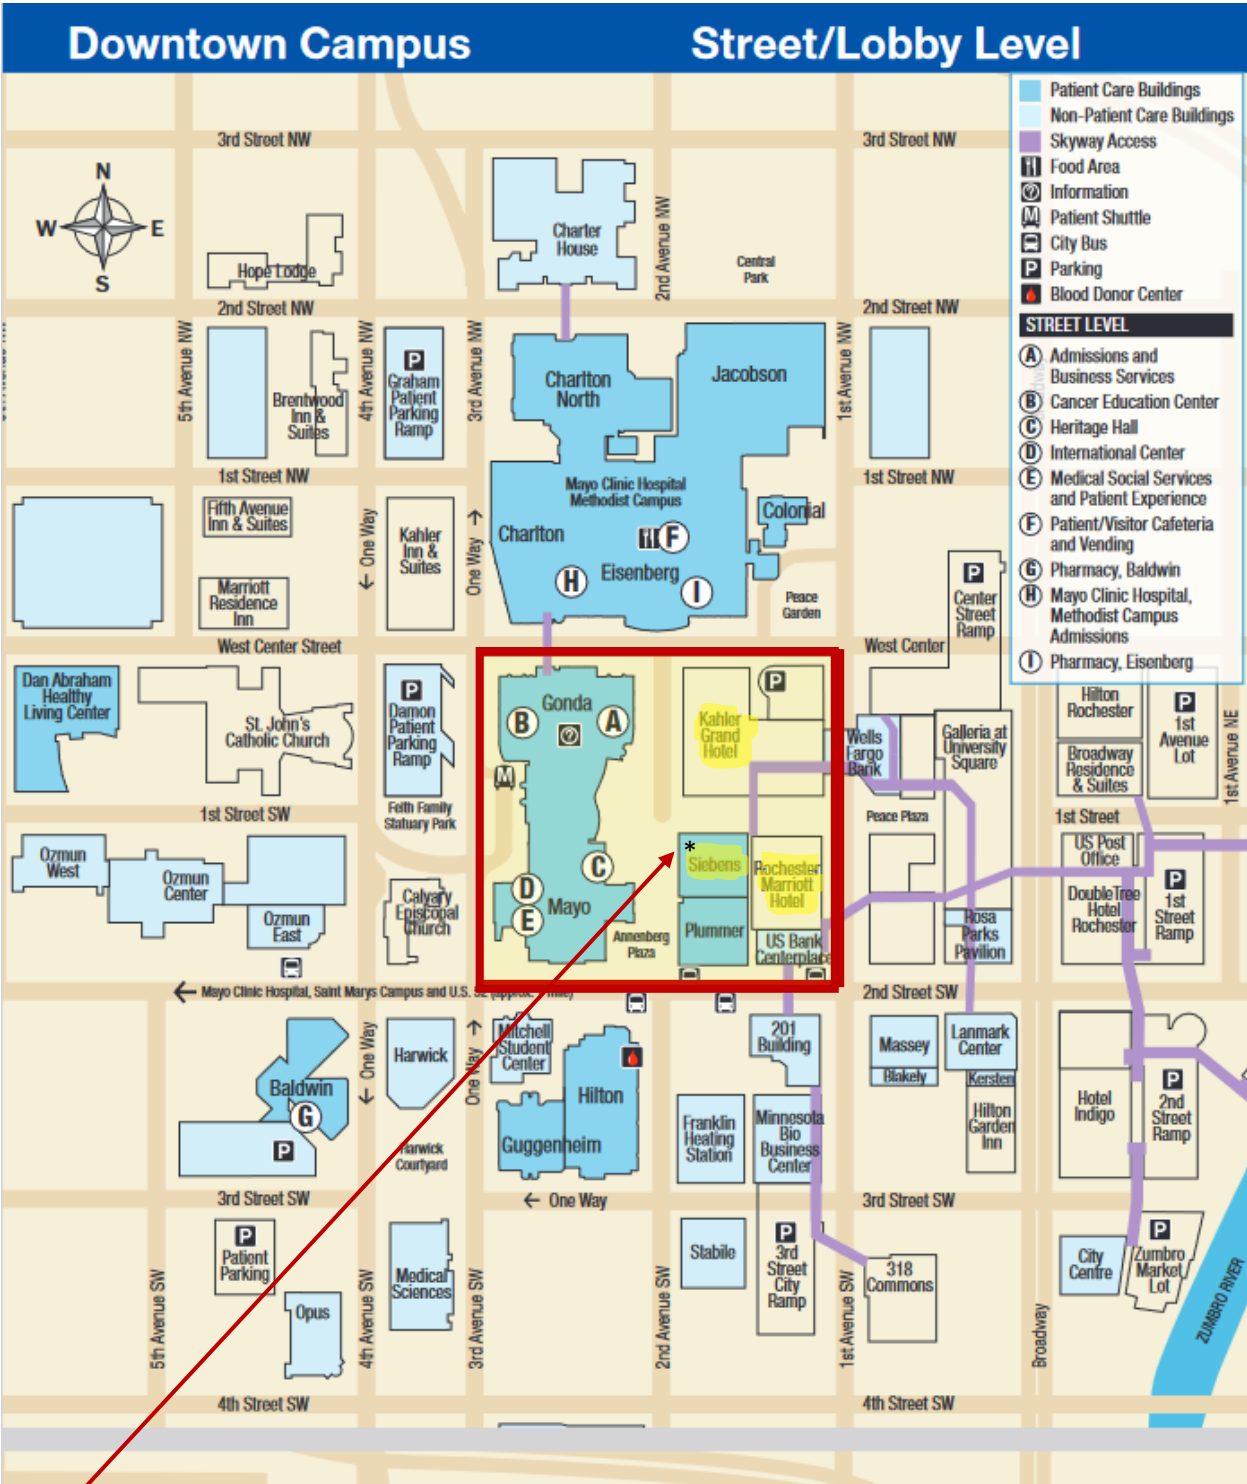 Downtown Campus
Street/Lobby Level
Patient Care Buildings
Non-Patient Care Buildings
Skyway Access
Food Area
Information
Patient Shuttle
City Bus
P Parking
Blood Donor Center
STREET LEVEL
A Admissions and
Business Services
B Cancer Education Center
C Heritage Hall
D International Center
E Medical Social Services
and Patient Experience
F Patient/Visitor Cafeteria
and Vending
G Pharmacy, Baldwin
H Mayo Clinic Hospital,
Methodist Campus
Admissions
I Pharmacy, Eisenberg
N
W E
S
3rd Street NW
3rd Street NW
Charter
House
2nd Avenue NW
Central
Park
Hope Lodge
2nd Street NW
2nd Street NW
5th Avenue NW
Brentwood
Inn &
Suites
4th Avenue NW
P
Graham
Patient
Parking
Ramp
3rd Avenue NW
Charlton
North
Jacobson
1st Avenue NW
1st Street NW
1st Street NW
Mayo Clinic Hospital
Methodist Campus
Fifth Avenue
Inn & Suites
← One Way
Kahler
Inn &
Suites
One Way →
Charlton
F
Colonial
H
Eisenberg
I
Marriott
Residence
Inn
Peace
Garden
P
Center
Street
Ramp
West Center Street
West Center
Dan Abraham
Healthy
Living Center
St. John's
Catholic Church
P
Damon
Patient
Parking
Ramp
Gonda
B
A
M
Kahler
Grand
Hotel
P
Wells
Fargo
Bank
Galleria at
University
Square
Hilton
Rochester
Broadway
Residence
& Suites
P
1st
Avenue
Lot
1st Avenue NE
1st Street SW
Feith Family
Statuary Park
Peace Plaza
1st Street
Ozmun
West
Ozmun
Center
Ozmun
East
Calvary
Episcopal
Church
C
D
E
Mayo
Annenberg
Plaza
*
Siebens
Plummer
Rochester
Marriott
Hotel
US Bank
Centerplace
Rosa
Parks
Pavilion
US Post
Office
DoubleTree
Hotel
Rochester
P
1st
Street
Ramp
← Mayo Clinic Hospital, Saint Marys Campus and U.S.
2nd Street SW
← One Way
Harwick
One Way →
Mitchell
Student
Center
Hilton
Guggenheim
201
Building
Massey
Blakely
Lanmark
Center
Kersten
Hilton
Garden
Inn
Hotel
Indigo
P
2nd
Street
Ramp
Baldwin
G
P
Harwick
Courtyard
Franklin
Heating
Station
Minnesota
Bio
Business
Center
3rd Street SW
← One Way
3rd Street SW
P
Patient
Parking
Opus
Medical
Sciences
Stabile
P
3rd
Street
City
Ramp
318
Commons
City
Centre
P
Zumbro
Market
Lot
ZUMBRO RIVER
5th Avenue SW
4th Avenue SW
3rd Avenue SW
2nd Avenue SW
1st Avenue SW
Broadway
4th Street SW
4th Street SW